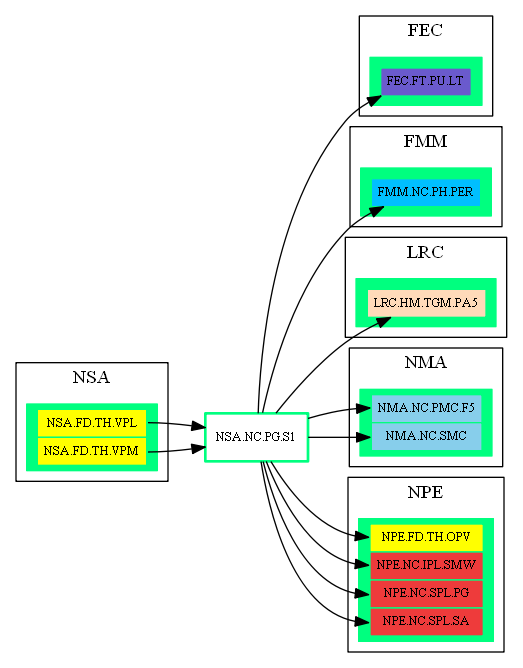 FEC
FEC.FT.PU.LT
FMM
FMM.NC.PH.PER
LRC
LRC.HM.TGM.PA5
NSA
NSA.FD.TH.VPL
NSA.FD.TH.VPM
NSA.NC.PG.S1
NMA
NMA.NC.PMC.F5
NMA.NC.SMC
NPE
NPE.FD.TH.OPV
NPE.NC.IPL.SMW
NPE.NC.SPL.PG
NPE.NC.SPL.SA